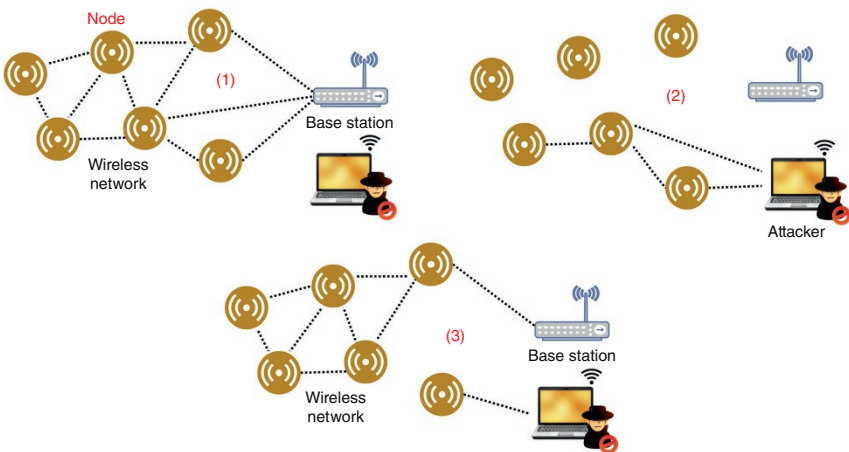 Node
(1)
Base station
Wireless
network
(2)
Attacker
(3)
Base station
Wireless
network